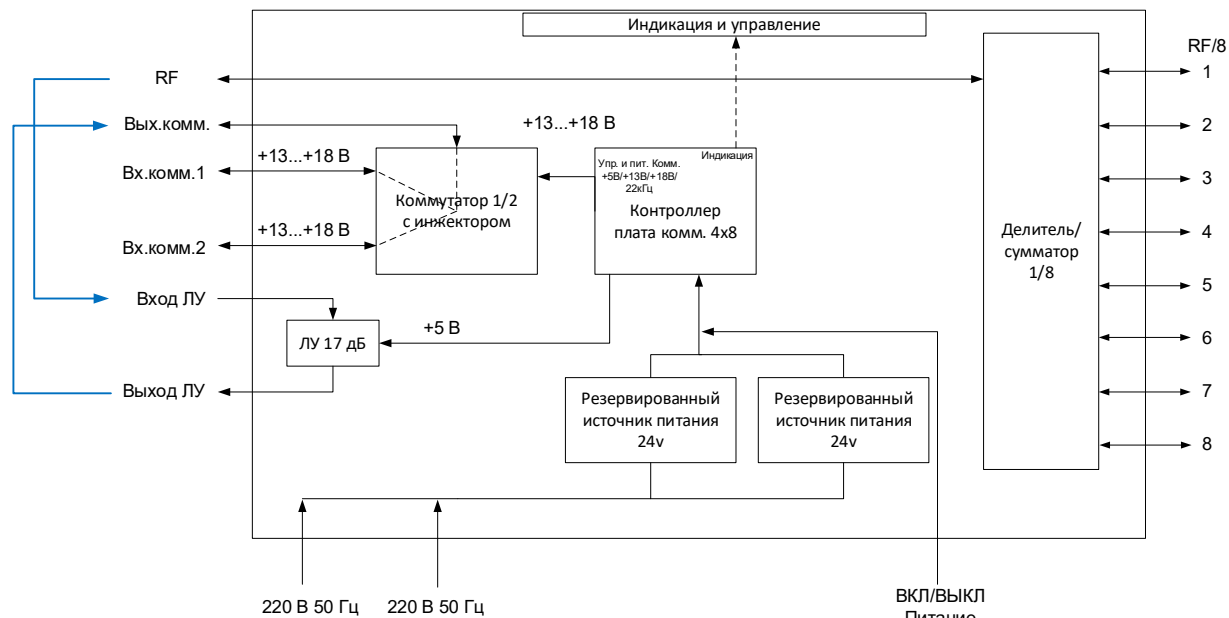 Индикация и управление
RF/8
RF
1
Вых.комм.
+13...+18 В
2
+13...+18 В
Вх.комм.1
Упр. и пит. Комм.
+5В/+13В/+18В/
22кГц
Индикация
Коммутатор 1/2
с инжектором
Контроллер
плата комм. 4x8
3
+13...+18 В
Вх.комм.2
Делитель/
сумматор
1/8
4
5
Вход ЛУ
ЛУ 17 дБ
+5 В
6
Выход ЛУ
Резервированный
источник питания
24v
Резервированный
источник питания
24v
7
8
220 В 50 Гц
220 В 50 Гц
ВКЛ/ВЫКЛ
Питание